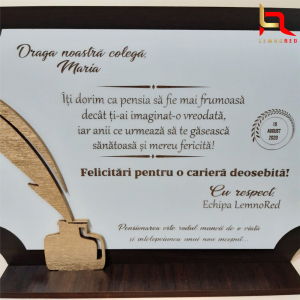 LEMNORED
Draga noastră colegă,
Maria
Îți dorim ca pensia să fie mai frumoasă
decât ți-ai imaginat-o vreodată,
iar anii ce urmează să te găsească
sănătoasă și mereu fericită!
10
AUGUST
2020
Felicitări pentru o carieră deosebită!
Cu respect,
Echipa LemnoRed
Pensionarea este rodul muncii de o viață
și înțelepciunea unui nou început...